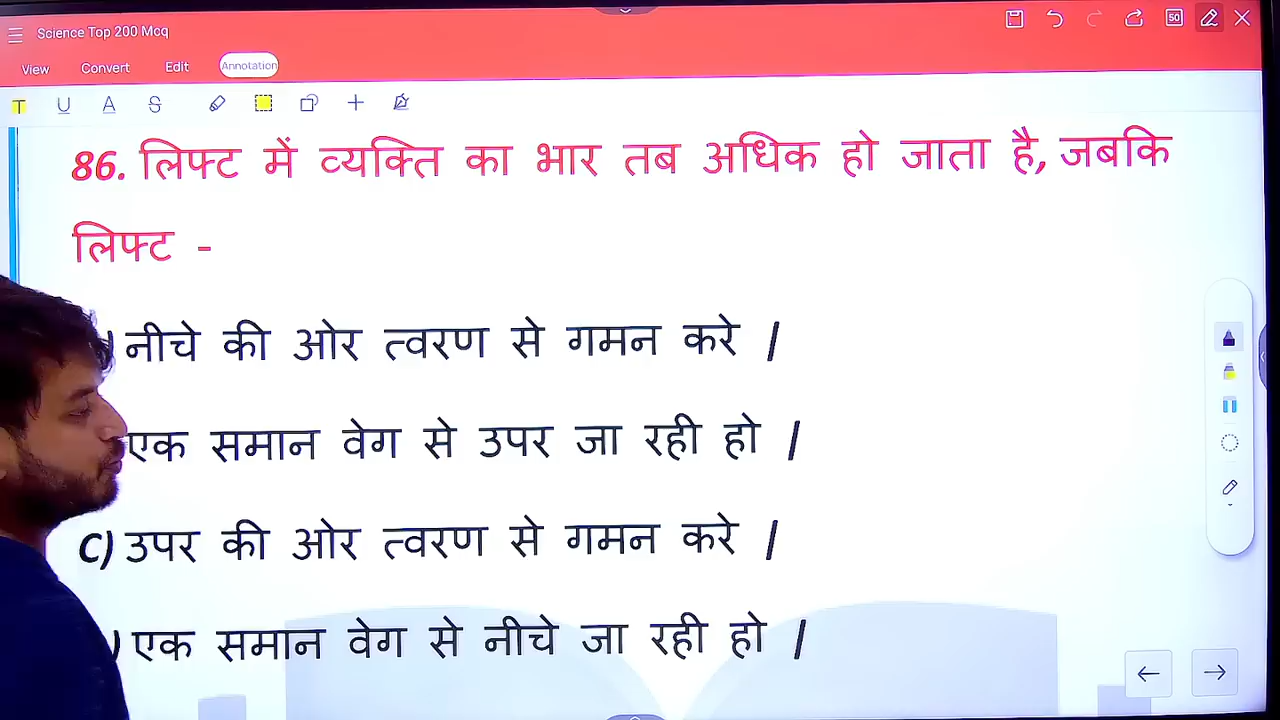 Science Top 200 Mcq
50
View Convert Edit Annotation
T U A S
86. लिफ्ट में व्यक्ति का भार तब अधिक हो जाता है, जबकि
लिफ्ट -
) नीचे की ओर त्वरण से गमन करे |
एक समान वेग से उपर जा रही हो |
C) उपर की ओर त्वरण से गमन करे |
) एक समान वेग से नीचे जा रही हो |